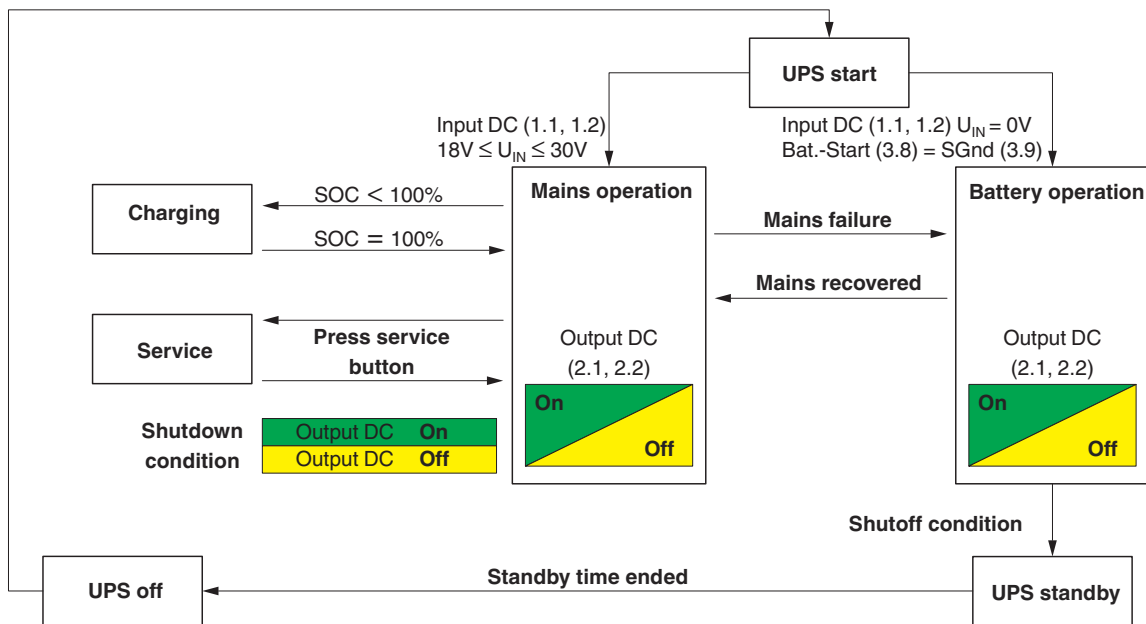 UPS start
Input DC (1.1, 1.2)
18V ≤ U_IN ≤ 30V
Input DC (1.1, 1.2) U_IN = 0V
Bat.-Start (3.8) = SGnd (3.9)
Charging
SOC < 100%
SOC = 100%
Mains operation
Mains failure
Mains recovered
Battery operation
Service
Press service
button
Output DC
(2.1, 2.2)
On
Off
Output DC
(2.1, 2.2)
On
Off
Shutdown
condition
Output DC On
Output DC Off
Shutoff condition
UPS off
Standby time ended
UPS standby